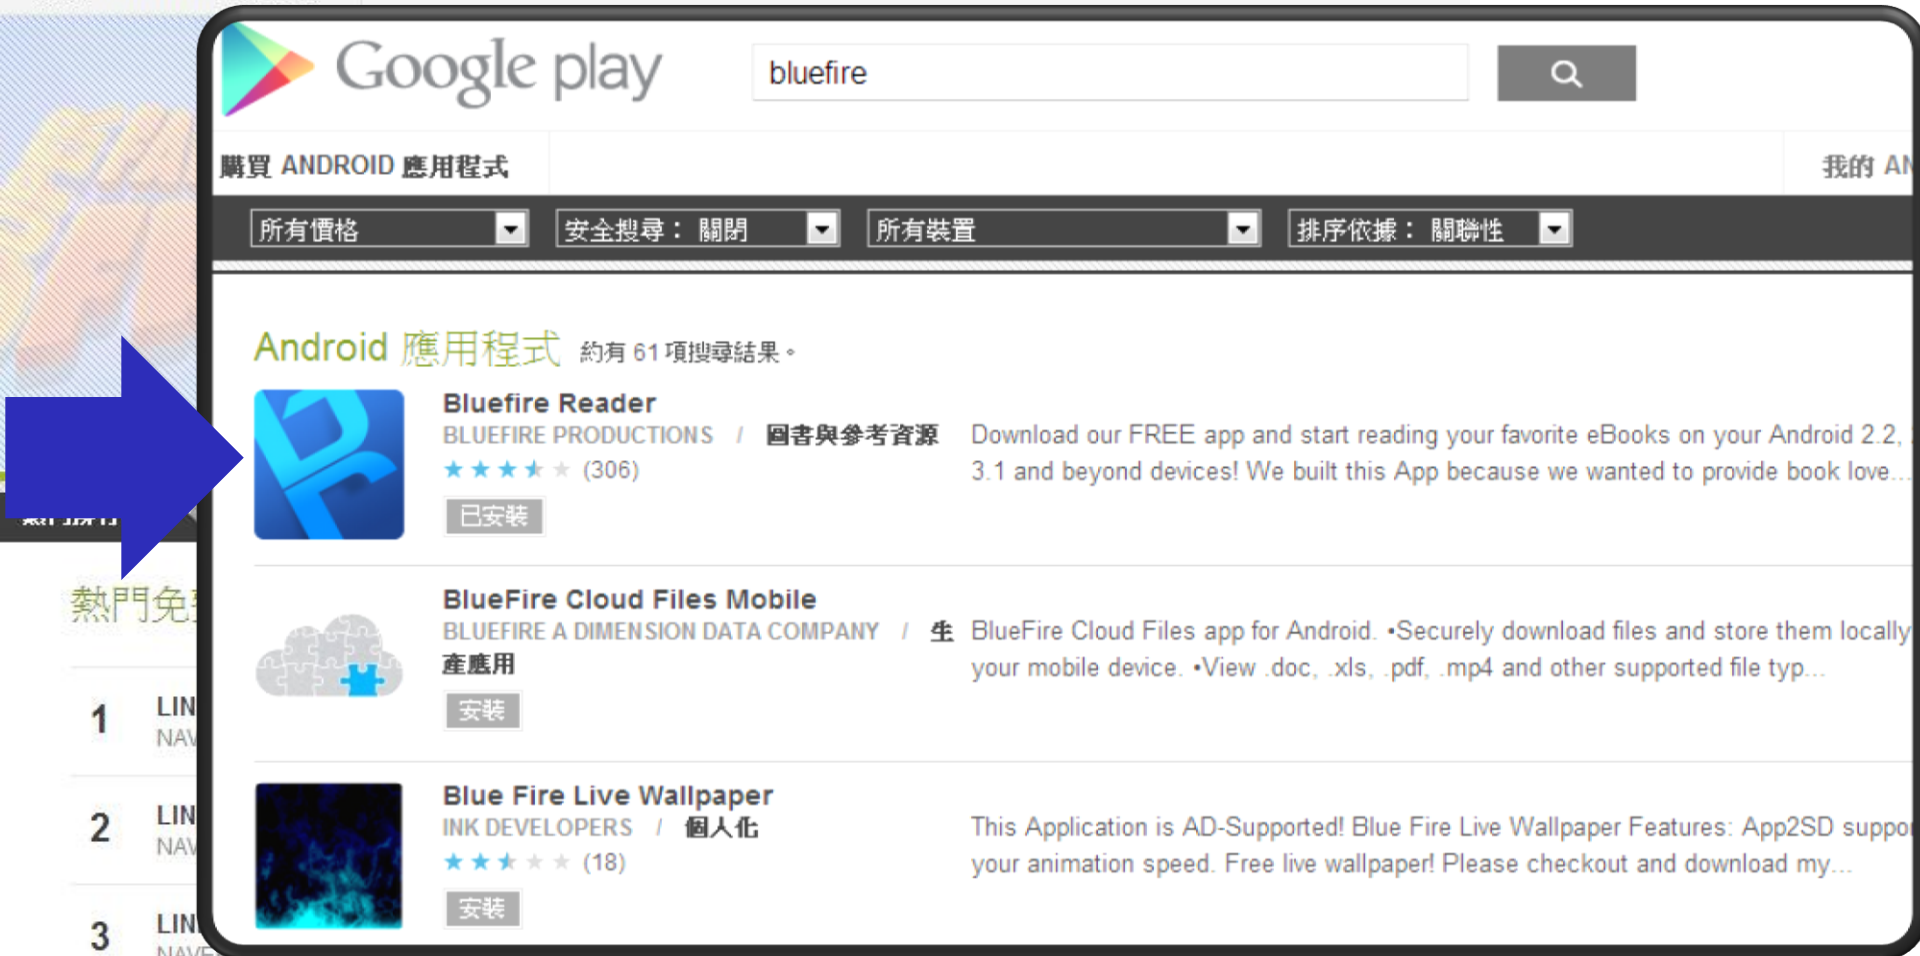 Google play
bluefire
購買 ANDROID 應用程式
我的 AN
所有價格
安全搜尋： 關閉
所有裝置
排序依據： 關聯性
Android 應用程式 約有 61 項搜尋結果。
Bluefire Reader
BLUEFIRE PRODUCTIONS / 圖書與參考資源
(306)
已安裝
Download our FREE app and start reading your favorite eBooks on your Android 2.2,
3.1 and beyond devices! We built this App because we wanted to provide book love...
BlueFire Cloud Files Mobile
BLUEFIRE A DIMENSION DATA COMPANY / 生
產應用
安裝
BlueFire Cloud Files app for Android. •Securely download files and store them locally
your mobile device. •View .doc, .xls, .pdf, .mp4 and other supported file typ...
Blue Fire Live Wallpaper
INK DEVELOPERS / 個人化
(18)
安裝
This Application is AD-Supported! Blue Fire Live Wallpaper Features: App2SD suppor
your animation speed. Free live wallpaper! Please checkout and download my...
熱門免
1
LIN
NAV
2
LIN
NAV
3
LIN
NAVE